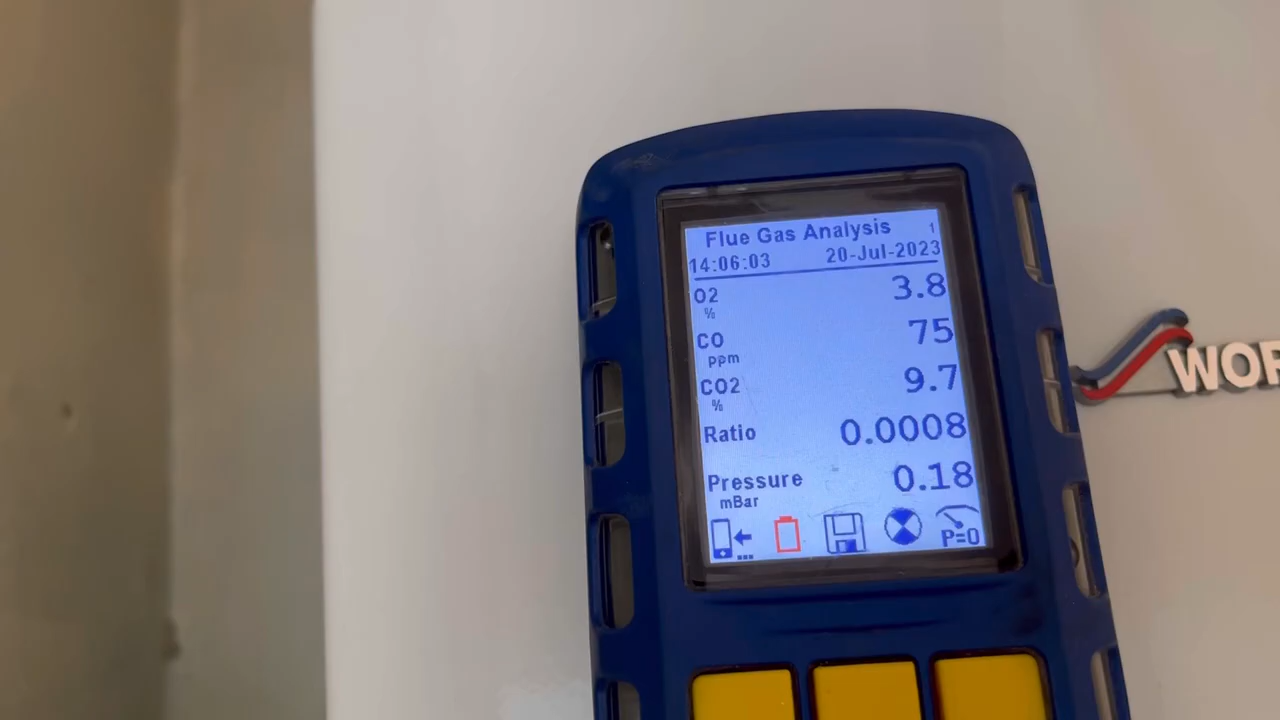 Flue Gas Analysis 1
14:06:03 20-Jul-2023
O2 3.8
%
CO 75
ppm
CO2 9.7
%
Ratio 0.0008
Pressure 0.18
mBar
P=0
WOR